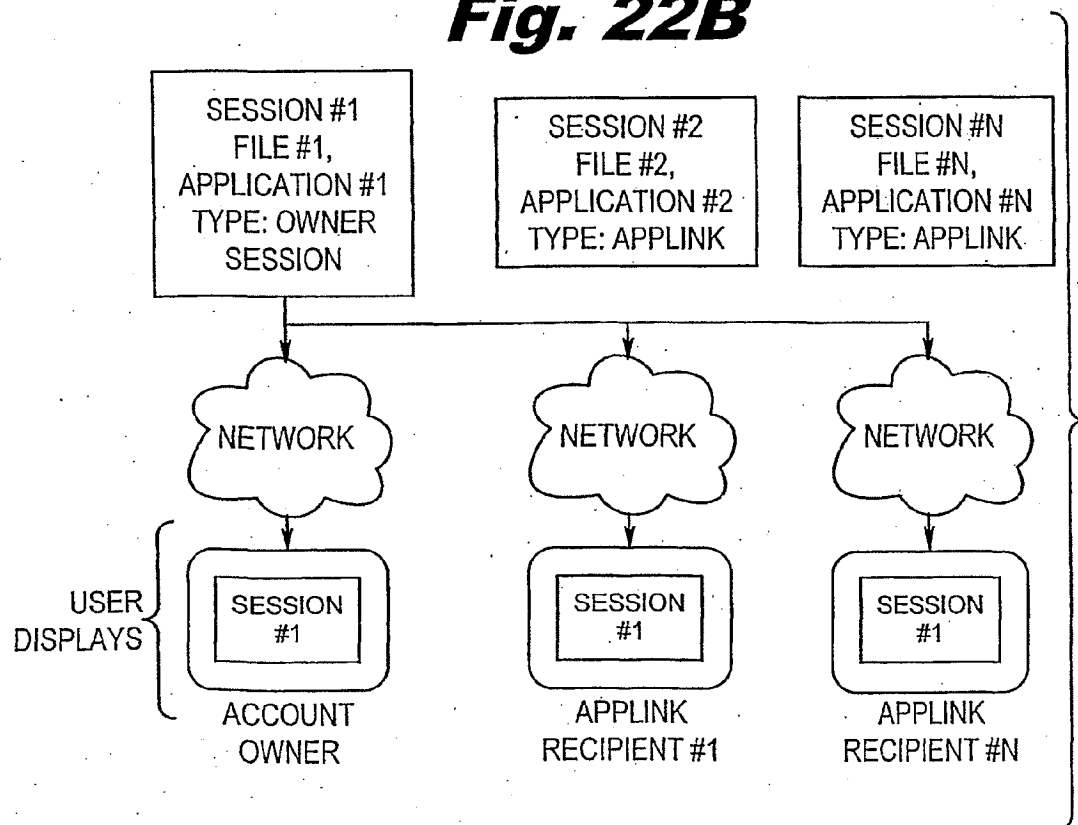 Fig. 22B
SESSION #1
FILE #1,
APPLICATION #1
TYPE: OWNER
SESSION
SESSION #2
FILE #2,
APPLICATION #2
TYPE: APPLINK
SESSION #N
FILE #N,
APPLICATION #N
TYPE: APPLINK
NETWORK
NETWORK
NETWORK
USER
DISPLAYS
SESSION
#1
SESSION
#1
SESSION
#1
ACCOUNT
OWNER
APPLINK
RECIPIENT #1
APPLINK
RECIPIENT #N